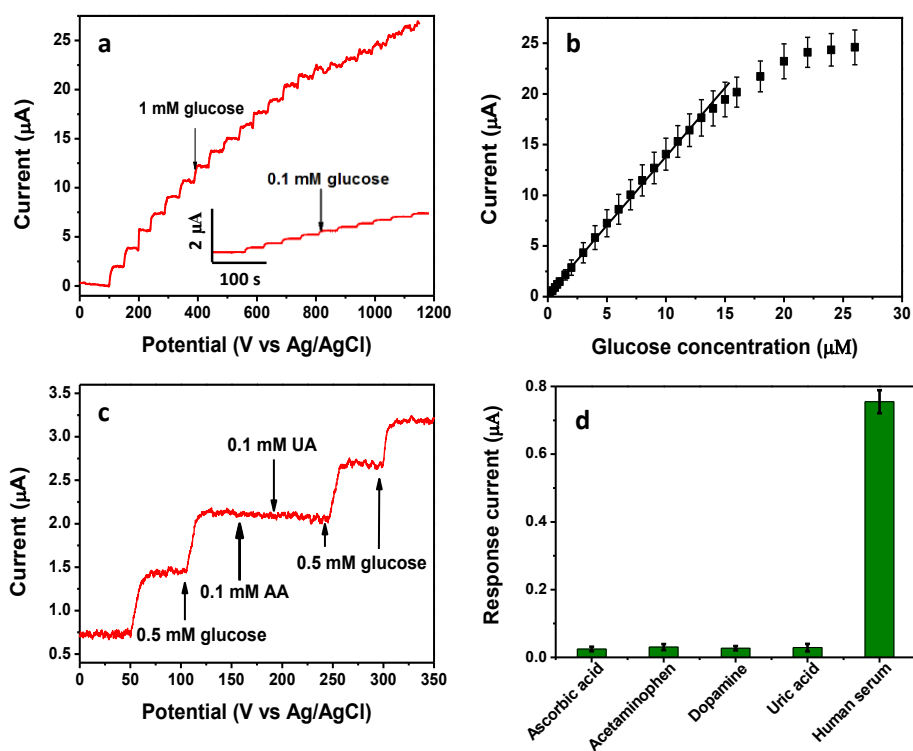 a
Current (µA)
25
20
15
10
5
0
1 mM glucose
0.1 mM glucose
2 µA
100 s
0
200
400
600
800
1000
1200
Potential (V vs Ag/AgCl)
b
Current (µA)
25
20
15
10
5
0
0
5
10
15
20
25
30
Glucose concentration (µM)
c
Current (µA)
3.5
3.0
2.5
2.0
1.5
1.0
0.5
0.1 mM UA
0.1 mM AA
0.5 mM glucose
0.5 mM glucose
0
50
100
150
200
250
300
350
Potential (V vs Ag/AgCl)
d
Response current (µA)
0.8
0.6
0.4
0.2
0.0
Ascorbic acid
Acetaminophen
Dopamine
Uric acid
Human serum